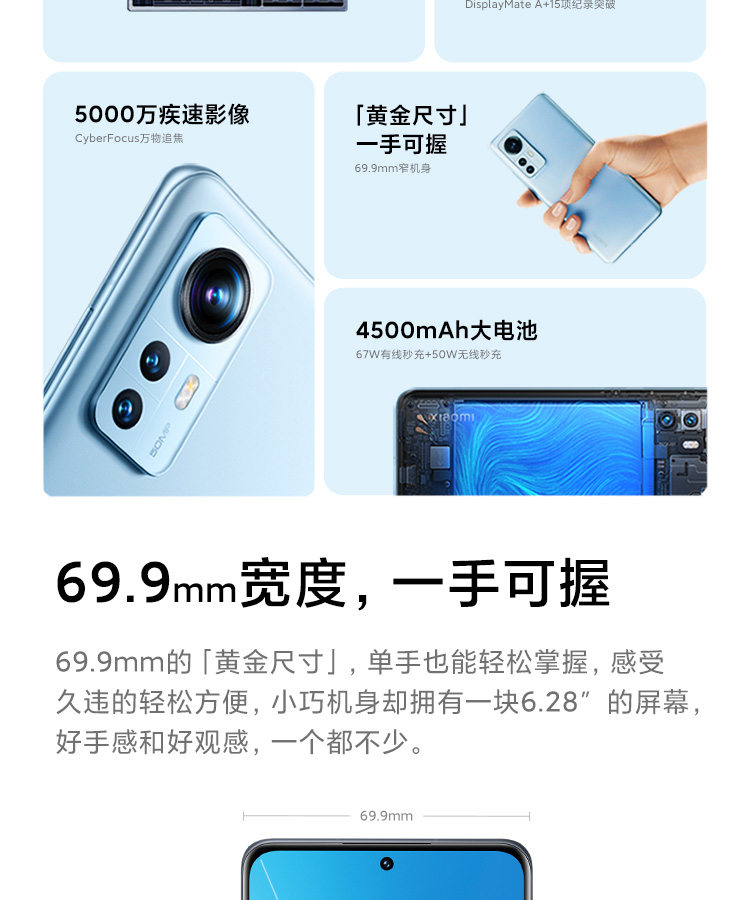 DisplayMate A+15项纪录突破
5000万疾速影像
CyberFocus万物追焦
50MP
「黄金尺寸」
一手可握
69.9mm窄机身
4500mAh大电池
67W有线秒充+50W无线秒充
xiaomi
69.9mm宽度，一手可握
69.9mm的「黄金尺寸」，单手也能轻松掌握，感受
久违的轻松方便，小巧机身却拥有一块6.28”的屏幕，
好手感和好观感，一个都不少。
69.9mm